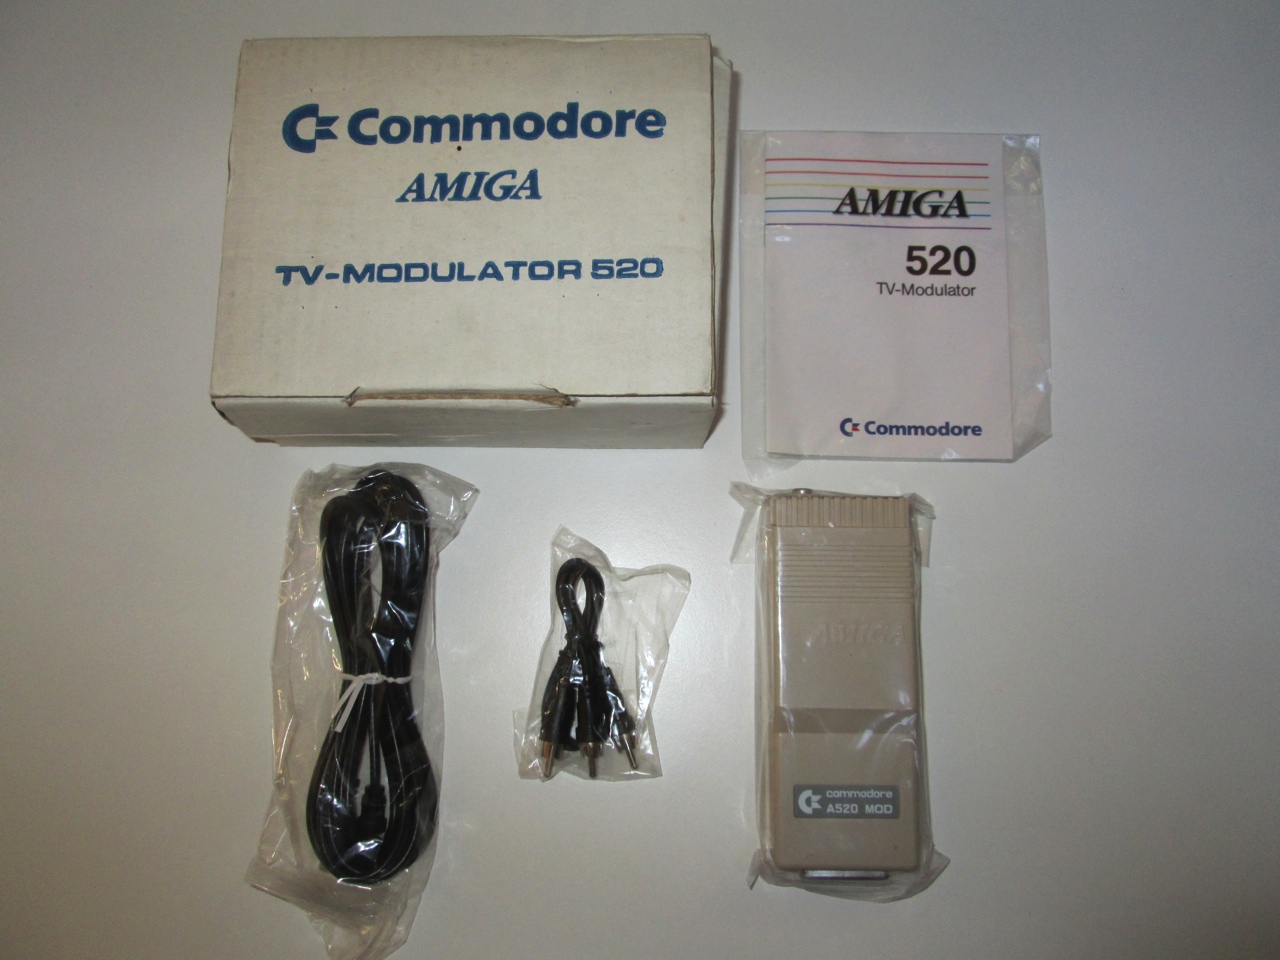 Commodore
AMIGA
TV-MODULATOR 520
AMIGA
520
TV-Modulator
Commodore
AMIGA
commodore
A520 MOD